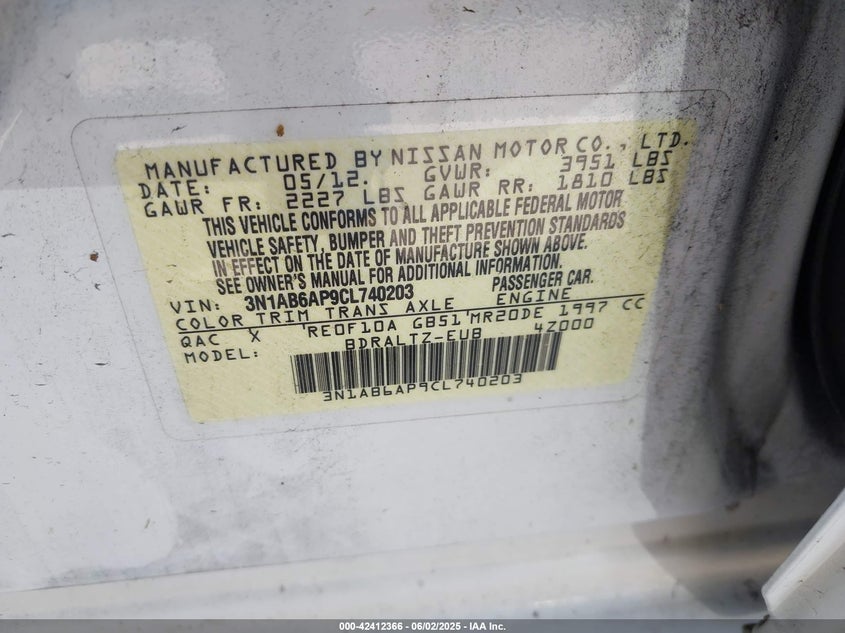 MANUFACTURED BY NISSAN MOTOR CO., LTD.
DATE: 05/12. GVWR: 3951 LBS
GAWR FR: 2227 LBS GAWR RR: 1810 LBS
THIS VEHICLE CONFORMS TO ALL APPLICABLE FEDERAL MOTOR
VEHICLE SAFETY, BUMPER AND THEFT PREVENTION STANDARDS
IN EFFECT ON THE DATE OF MANUFACTURE SHOWN ABOVE.
SEE OWNER'S MANUAL FOR ADDITIONAL INFORMATION.
VIN: 3N1AB6AP9CL740203 PASSENGER CAR.
COLOR TRIM TRANS AXLE ENGINE
QAC X RE0F10A GB51 MR20DE 1997 CC
MODEL: BDRALTZ-EUB 4Z000
3N1AB6AP9CL740203
000-42412366 - 06/02/2025 - IAA Inc.